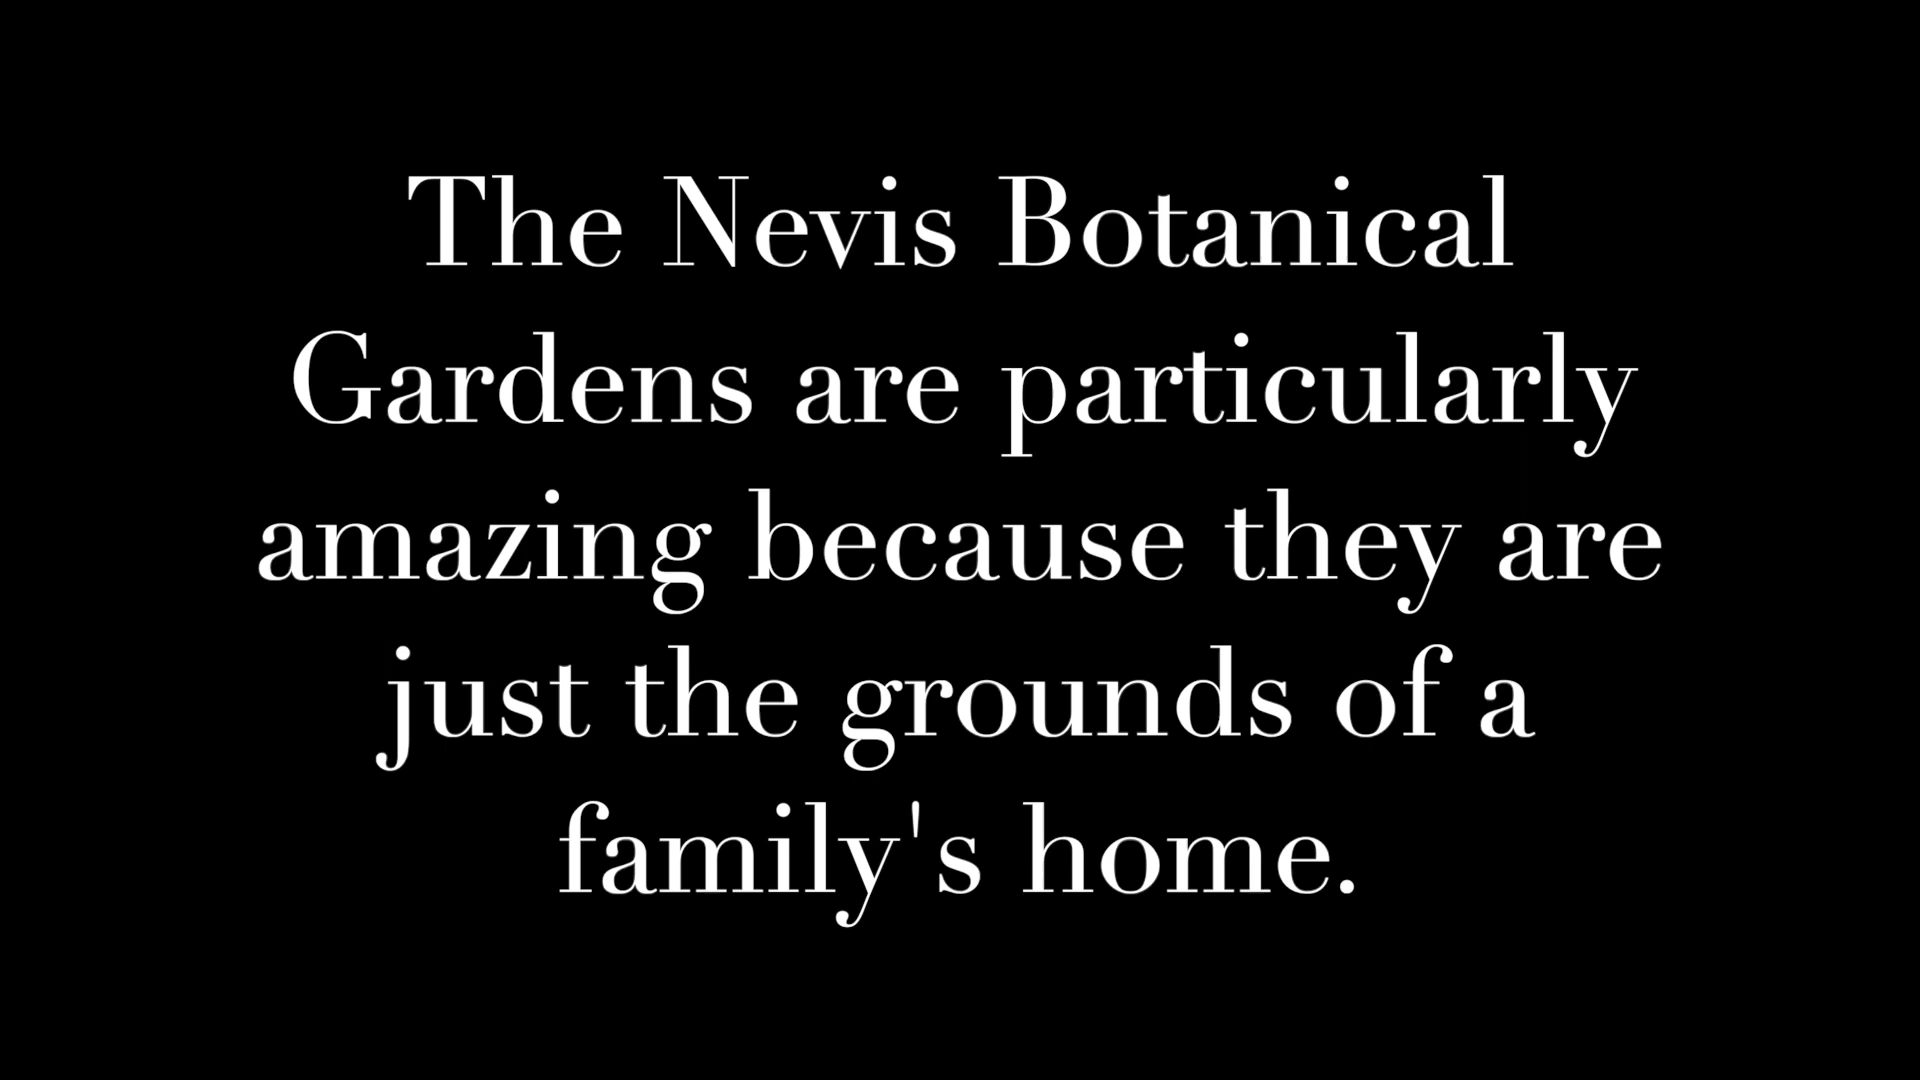 The Nevis Botanical
Gardens are particularly
amazing because they are
just the grounds of a
family's home.